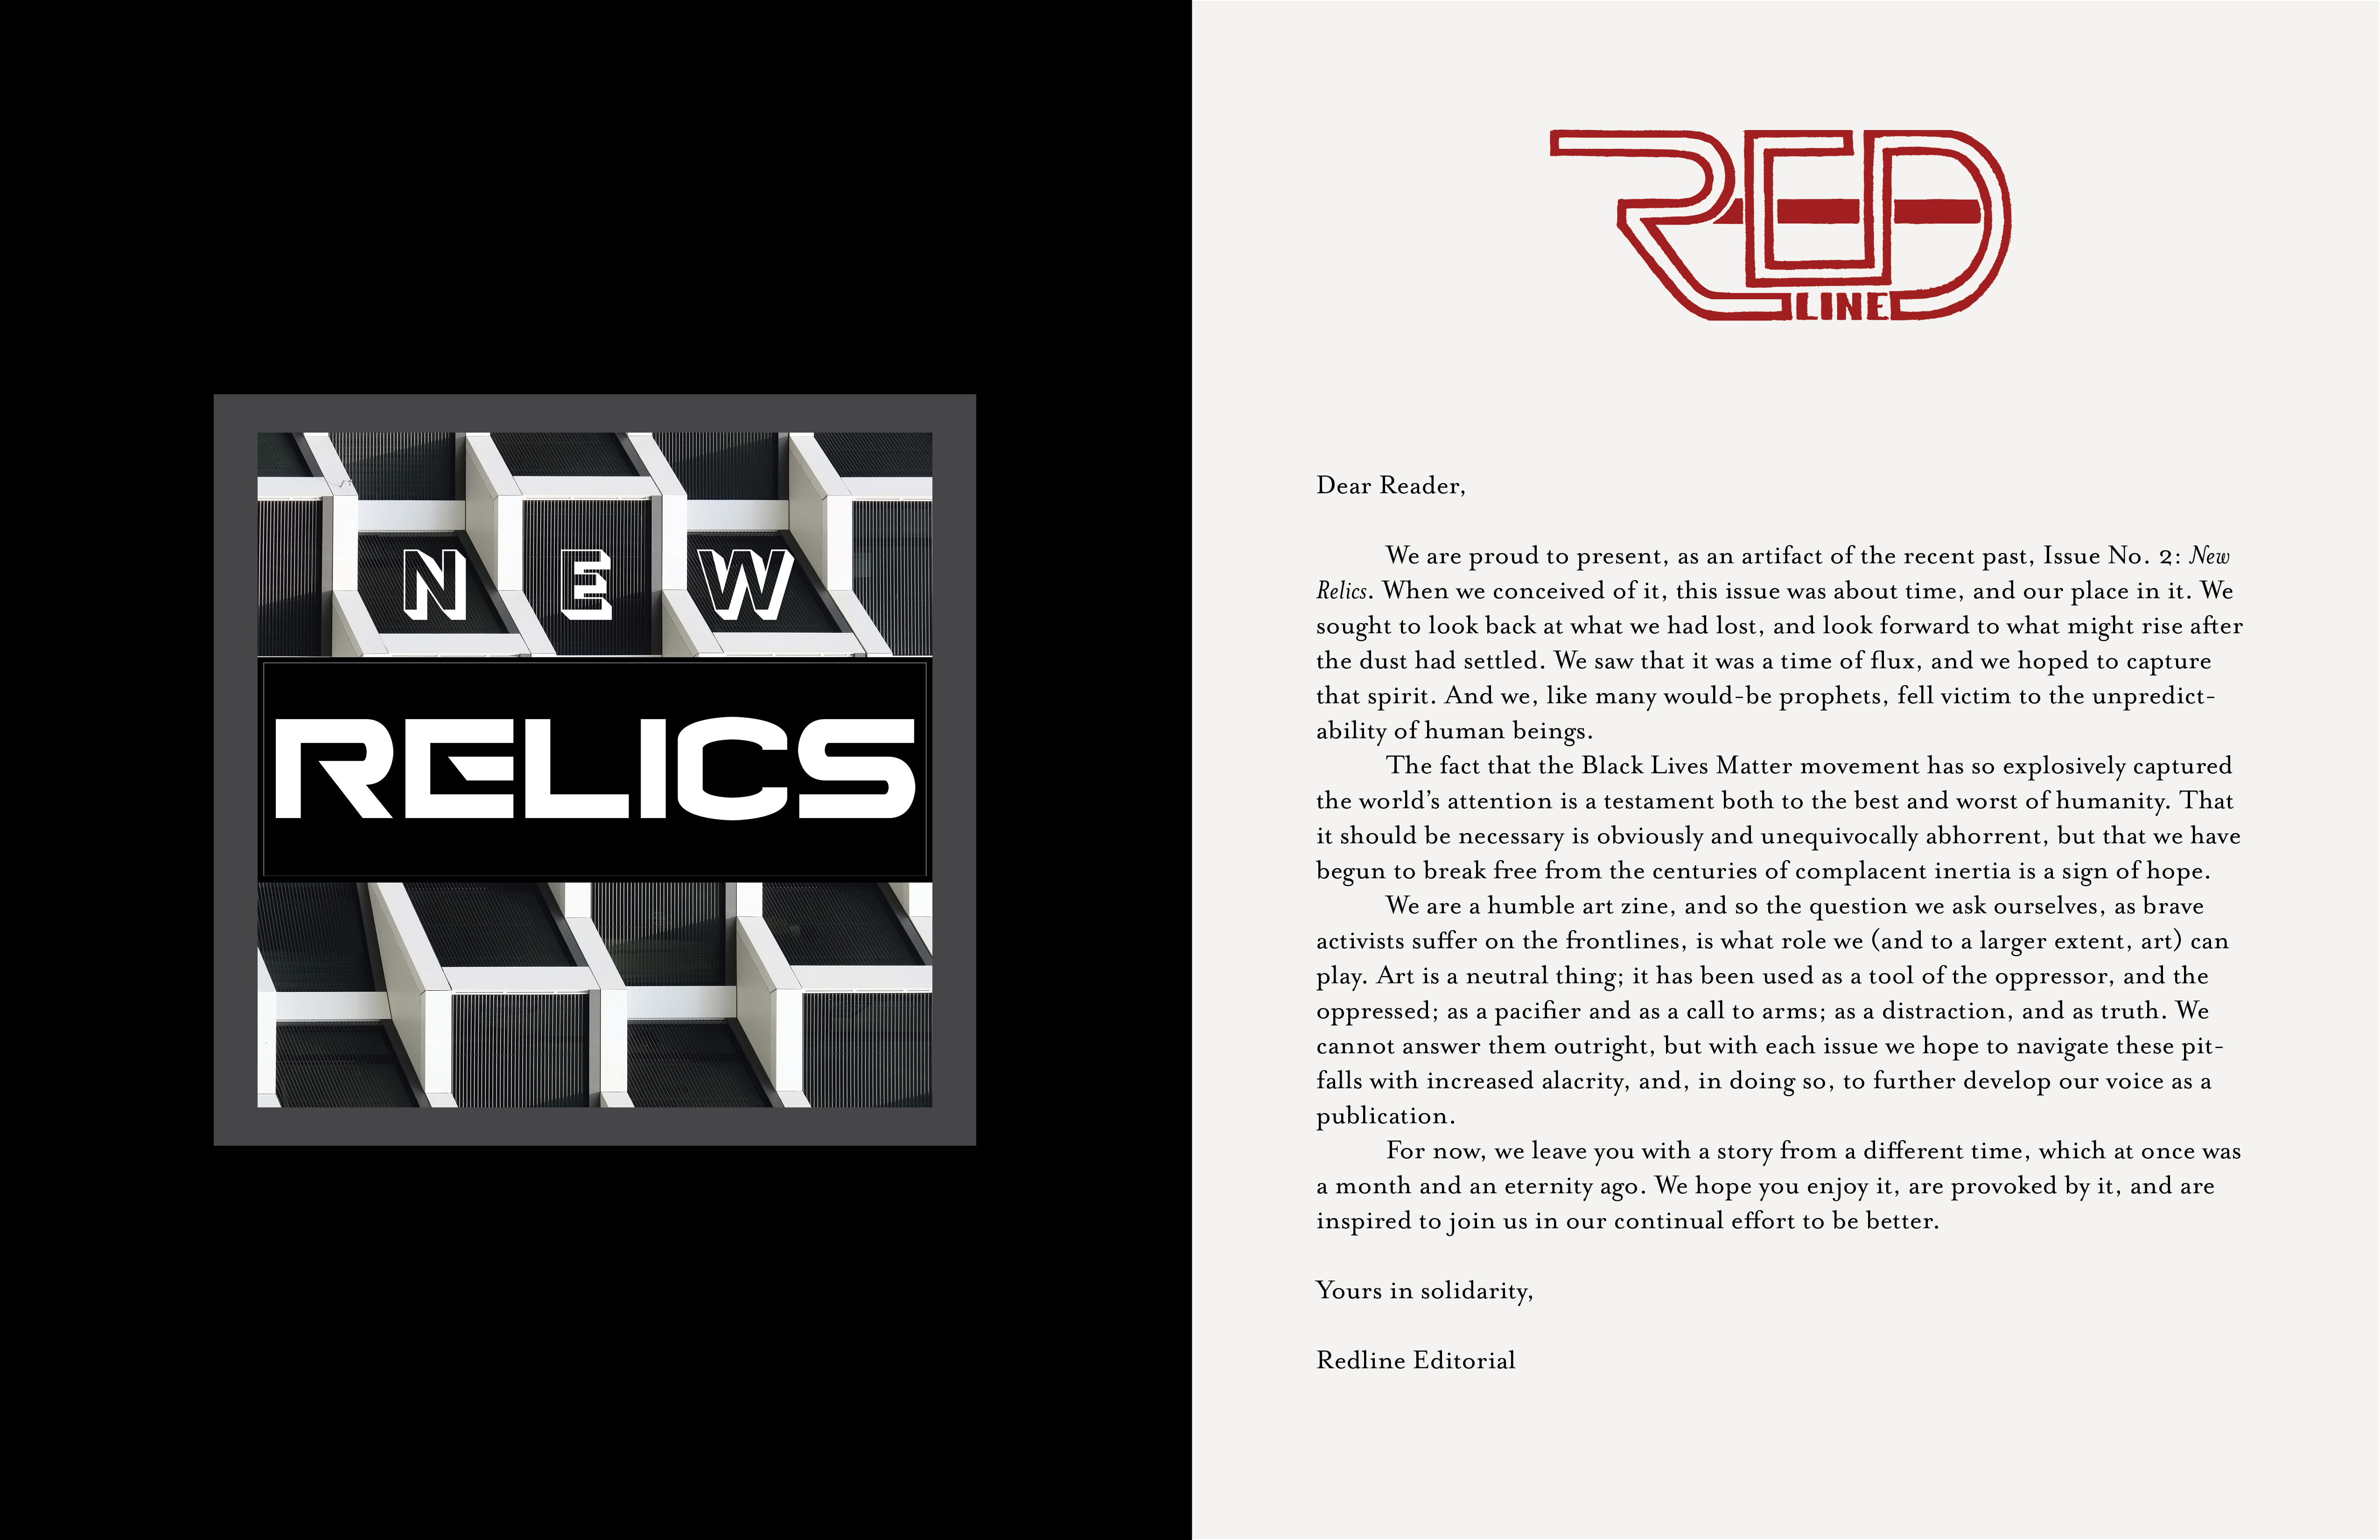 NEW
RELICS
RED
LINE
Dear Reader,
We are proud to present, as an artifact of the recent past, Issue No. 2: New
Relics. When we conceived of it, this issue was about time, and our place in it. We
sought to look back at what we had lost, and look forward to what might rise after
the dust had settled. We saw that it was a time of flux, and we hoped to capture
that spirit. And we, like many would-be prophets, fell victim to the unpredict-
ability of human beings.
The fact that the Black Lives Matter movement has so explosively captured
the world’s attention is a testament both to the best and worst of humanity. That
it should be necessary is obviously and unequivocally abhorrent, but that we have
begun to break free from the centuries of complacent inertia is a sign of hope.
We are a humble art zine, and so the question we ask ourselves, as brave
activists suffer on the frontlines, is what role we (and to a larger extent, art) can
play. Art is a neutral thing; it has been used as a tool of the oppressor, and the
oppressed; as a pacifier and as a call to arms; as a distraction, and as truth. We
cannot answer them outright, but with each issue we hope to navigate these pit-
falls with increased alacrity, and, in doing so, to further develop our voice as a
publication.
For now, we leave you with a story from a different time, which at once was
a month and an eternity ago. We hope you enjoy it, are provoked by it, and are
inspired to join us in our continual effort to be better.
Yours in solidarity,
Redline Editorial